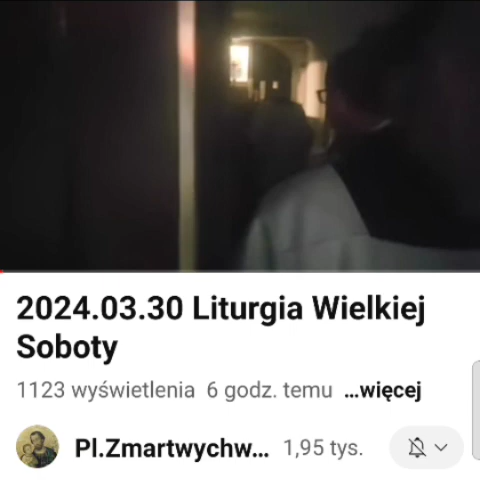 2024.03.30 Liturgia Wielkiej
Soboty
1123 wyświetlenia 6 godz. temu ...więcej
Pl.Zmartwychw... 1,95 tys.